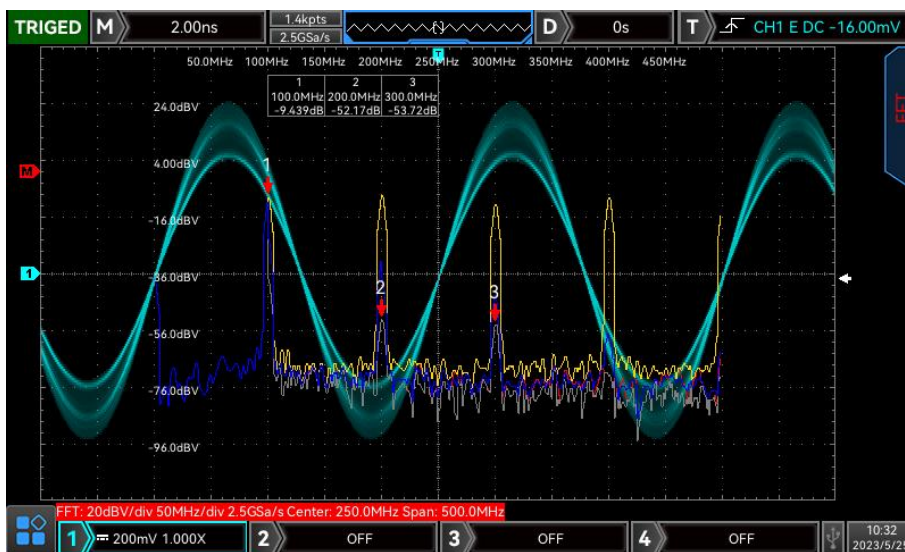 TRIGED M 2.00ns 1.4kpts 2.5GSa/s D 0s T CH1 E DC -16.00mV
T
50.0MHz 100MHz 150MHz 200MHz 250MHz 300MHz 350MHz 400MHz 450MHz
1 2 3
100.0MHz 200.0MHz 300.0MHz
-9.439dB -52.17dB -53.72dB
FFT
24.0dBV
4.00dBV
M
1
-16.0dBV
1 -36.0dBV
2 3
-56.0dBV
-76.0dBV
-96.0dBV
FFT: 20dBV/div 50MHz/div 2.5GSa/s Center: 250.0MHz Span: 500.0MHz
1 200mV 1.000X 2 OFF 3 OFF 4 OFF 10:32
2023/5/25